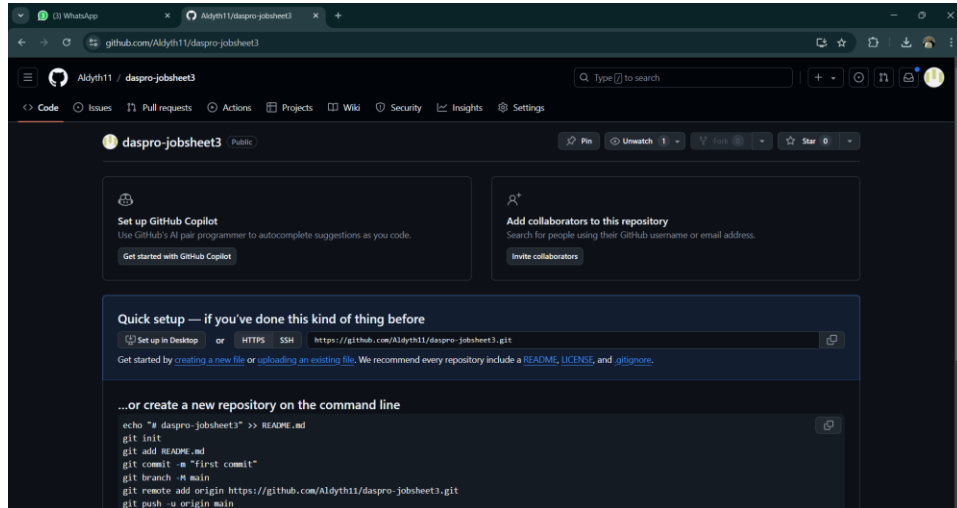 (3) WhatsApp
Aldyth11/daspro-jobsheet3
github.com/Aldyth11/daspro-jobsheet3
Aldyth11 / daspro-jobsheet3
Type / to search
<> Code Issues Pull requests Actions Projects Wiki Security Insights Settings
daspro-jobsheet3 Public
Pin Unwatch 1 Fork 0 Star 0
Set up GitHub Copilot
Use GitHub's AI pair programmer to autocomplete suggestions as you code.
Get started with GitHub Copilot
Add collaborators to this repository
Search for people using their GitHub username or email address.
Invite collaborators
Quick setup — if you've done this kind of thing before
Set up in Desktop or HTTPS SSH https://github.com/Aldyth11/daspro-jobsheet3.git
Get started by creating a new file or uploading an existing file. We recommend every repository include a README, LICENSE, and .gitignore.
...or create a new repository on the command line
echo "# daspro-jobsheet3" >> README.md
git init
git add README.md
git commit -m "first commit"
git branch -M main
git remote add origin https://github.com/Aldyth11/daspro-jobsheet3.git
git push -u origin main